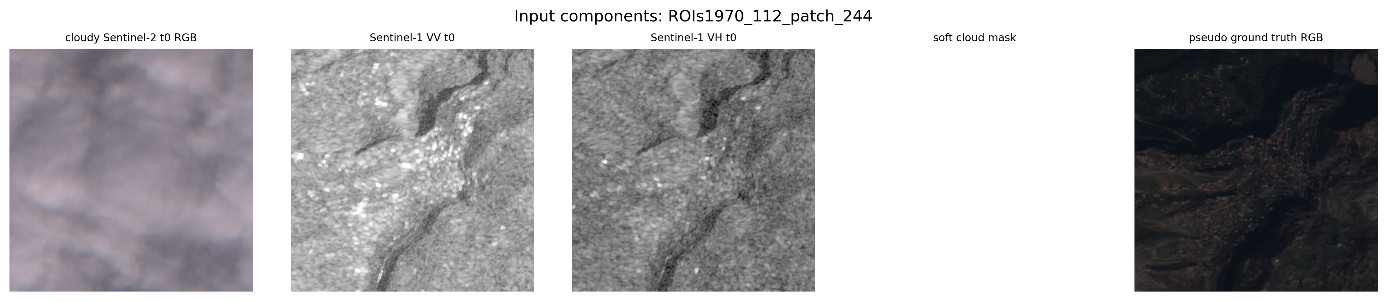 Input components: ROIs1970_112_patch_244
cloudy Sentinel-2 t0 RGB
Sentinel-1 VV t0
Sentinel-1 VH t0
soft cloud mask
pseudo ground truth RGB